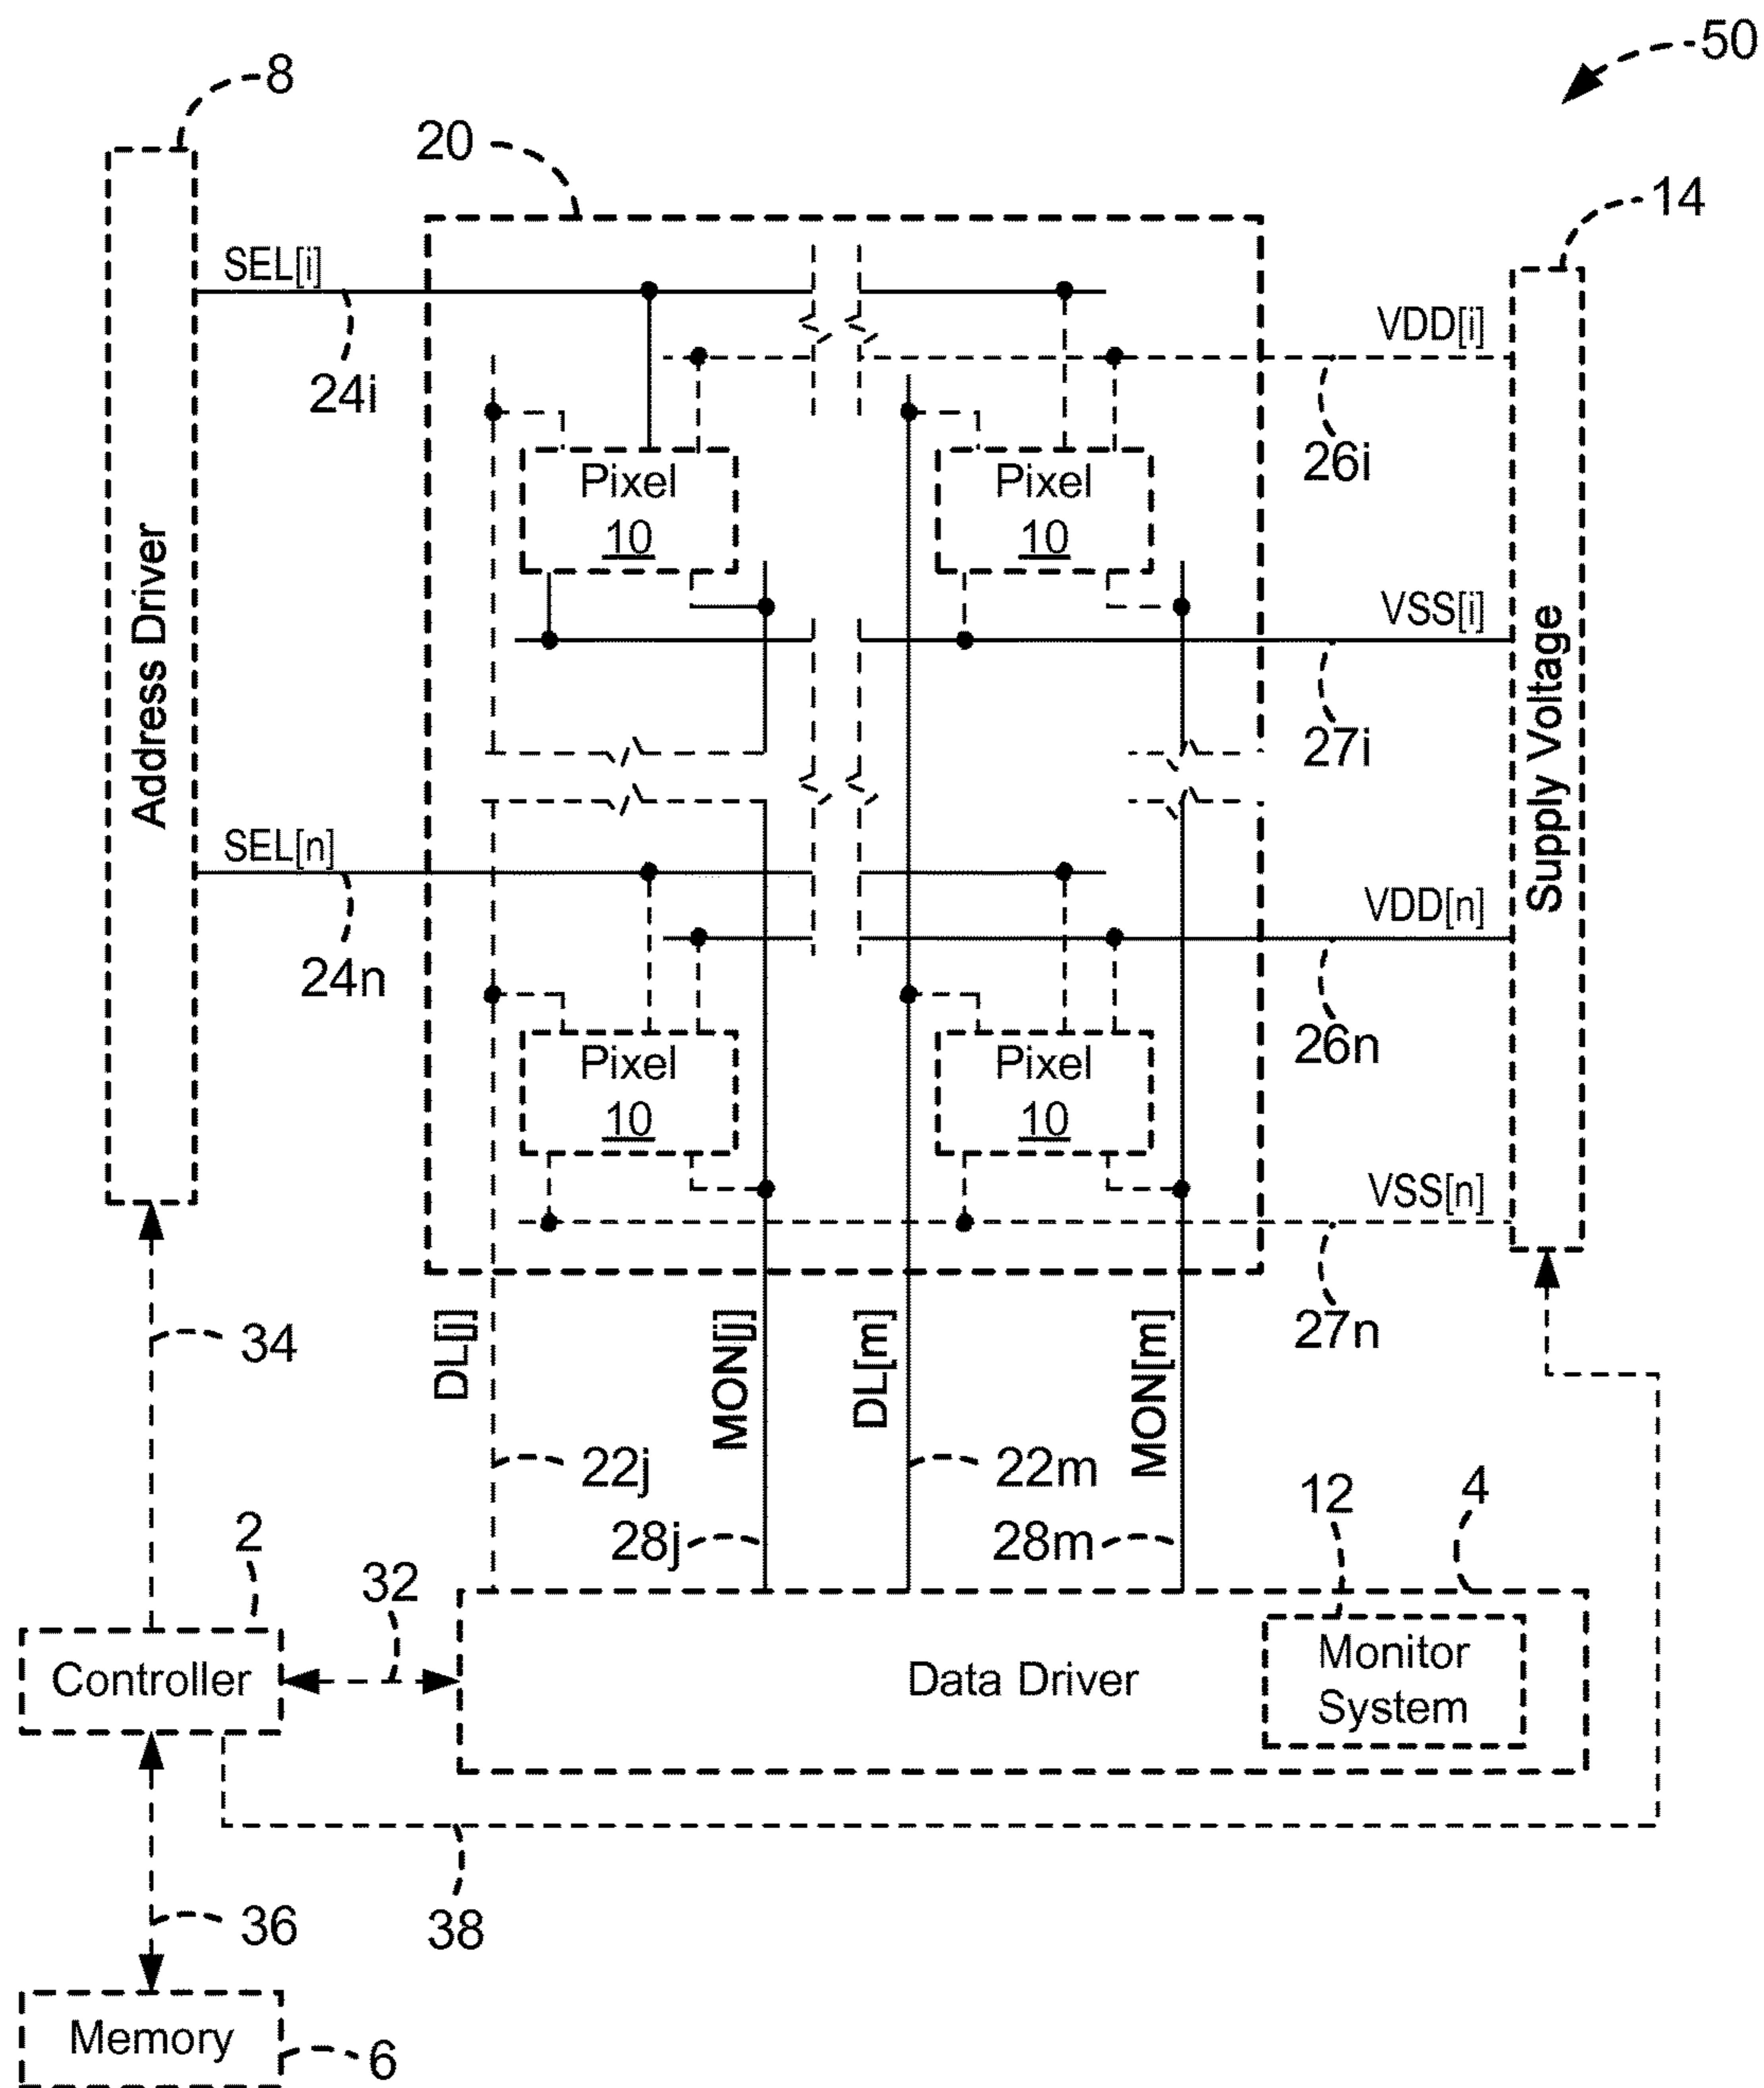 50
8
20
14
SEL[i]
VDD[i]
24i
26i
Pixel
10
Pixel
10
Address Driver
VSS[i]
Supply Voltage
27i
SEL[n]
VDD[n]
24n
26n
Pixel
10
Pixel
10
VSS[n]
27n
34
DL[j]
MON[j]
DL[m]
MON[m]
22j
22m
28j
28m
12
4
2
32
Controller
Data Driver
Monitor
System
36
38
Memory
6